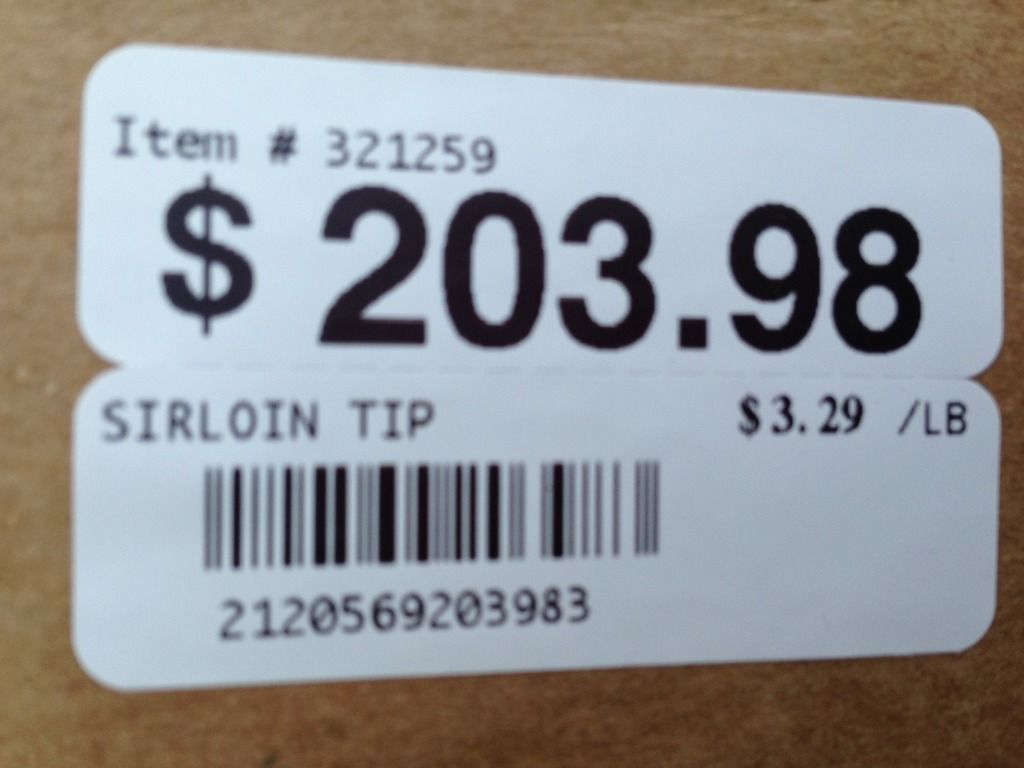 Item # 321259
$ 203.98
SIRLOIN TIP $3.29 /LB
2120569203983